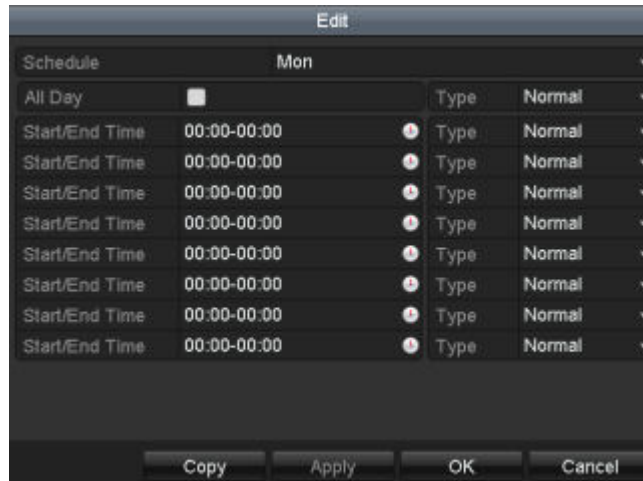 Edit
Schedule Mon
All Day Type Normal
Start/End Time 00:00-00:00 Type Normal
Start/End Time 00:00-00:00 Type Normal
Start/End Time 00:00-00:00 Type Normal
Start/End Time 00:00-00:00 Type Normal
Start/End Time 00:00-00:00 Type Normal
Start/End Time 00:00-00:00 Type Normal
Start/End Time 00:00-00:00 Type Normal
Start/End Time 00:00-00:00 Type Normal
Copy Apply OK Cancel